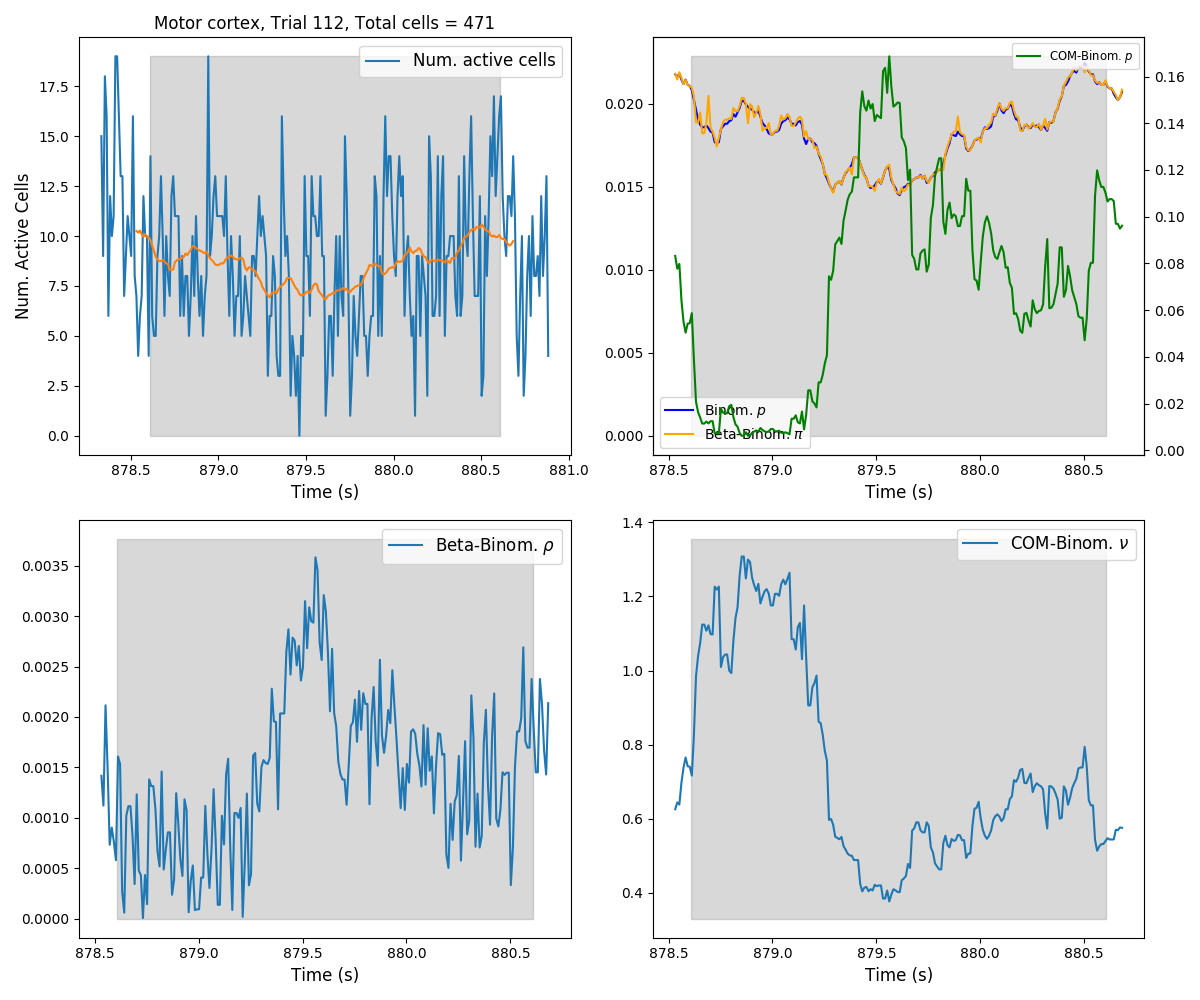 Motor cortex, Trial 112, Total cells = 471
Num. active cells
Num. Active Cells
17.5
15.0
12.5
10.0
7.5
5.0
2.5
0.0
878.5 879.0 879.5 880.0 880.5 881.0
Time (s)
COM-Binom. p
0.020
0.015
0.010
0.005
0.000
0.16
0.14
0.12
0.10
0.08
0.06
0.04
0.02
0.00
Binom. p
Beta-Binom. π
878.5 879.0 879.5 880.0 880.5
Time (s)
Beta-Binom. ρ
0.0035
0.0030
0.0025
0.0020
0.0015
0.0010
0.0005
0.0000
878.5 879.0 879.5 880.0 880.5
Time (s)
COM-Binom. ν
1.4
1.2
1.0
0.8
0.6
0.4
878.5 879.0 879.5 880.0 880.5
Time (s)